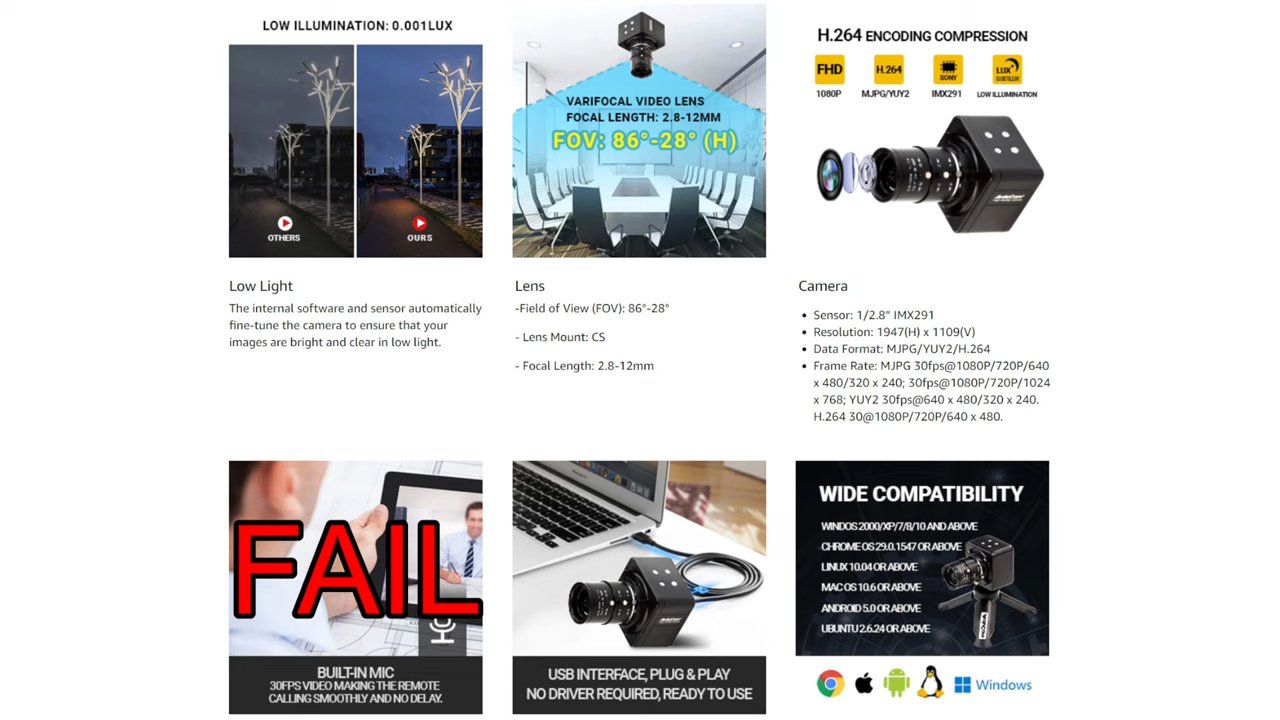 LOW ILLUMINATION: 0.001LUX
OTHERS
OURS
Low Light
The internal software and sensor automatically
fine-tune the camera to ensure that your
images are bright and clear in low light.
VARIFOCAL VIDEO LENS
FOCAL LENGTH: 2.8-12MM
FOV: 86°-28° (H)
Lens
-Field of View (FOV): 86°-28°
- Lens Mount: CS
- Focal Length: 2.8-12mm
H.264 ENCODING COMPRESSION
FHD
H.264
SONY
LUX
0.001LUX
1080P
MJPG/YUY2
IMX291
LOW ILLUMINATION
Camera
• Sensor: 1/2.8" IMX291
• Resolution: 1947(H) x 1109(V)
• Data Format: MJPG/YUY2/H.264
• Frame Rate: MJPG 30fps@1080P/720P/640
x 480/320 x 240; 30fps@1080P/720P/1024
x 768; YUY2 30fps@640 x 480/320 x 240.
H.264 30@1080P/720P/640 x 480.
FAIL
BUILT-IN MIC
30FPS VIDEO MAKING THE REMOTE
CALLING SMOOTHLY AND NO DELAY.
USB INTERFACE, PLUG & PLAY
NO DRIVER REQUIRED, READY TO USE
WIDE COMPATIBILITY
WINDOS 2000/XP/7/8/10 AND ABOVE
CHROME OS 29.0.1547 OR ABOVE
LINUX 10.04 OR ABOVE
MAC OS 10.6 OR ABOVE
ANDROID 5.0 OR ABOVE
UBUNTU 2.6.24 OR ABOVE
Windows